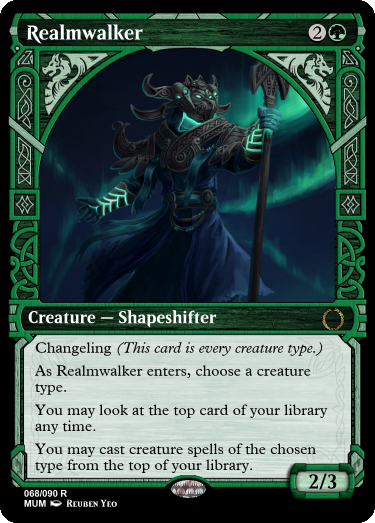 Realmwalker 2
Creature — Shapeshifter
Changeling (This card is every creature type.)
As Realmwalker enters, choose a creature
type.
You may look at the top card of your library
any time.
You may cast creature spells of the chosen
type from the top of your library.
2/3
068/090 R
MUM REUBEN YEO